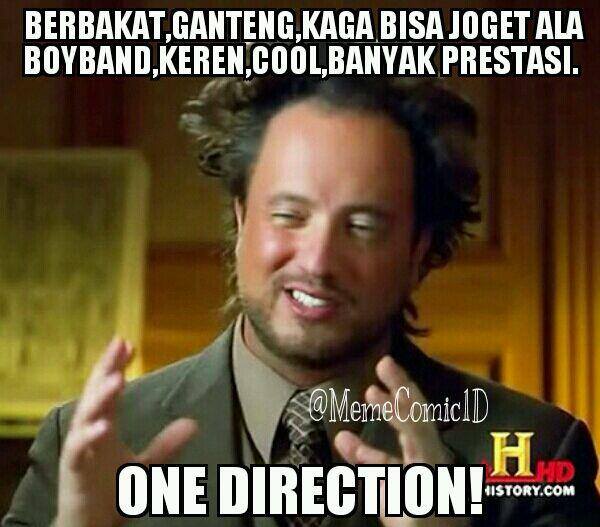 BERBAKAT,GANTENG,KAGA BISA JOGET ALA
BOYBAND,KEREN,COOL,BANYAK PRESTASI.
@MemeComic1D
ONE DIRECTION!
H HD
HISTORY.COM